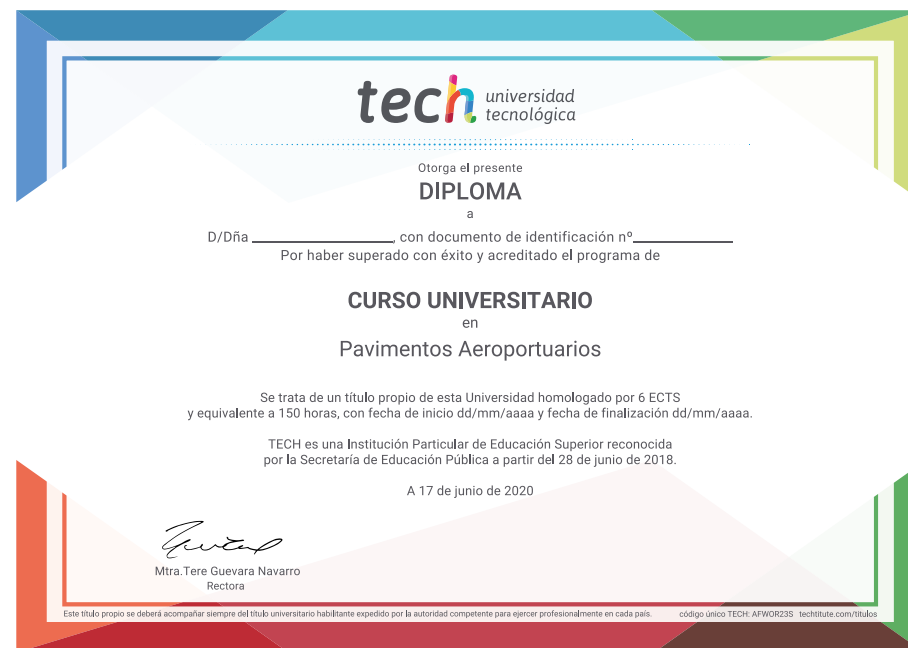 tech universidad
tecnológica
Otorga el presente
DIPLOMA
a
D/Dña ____________________, con documento de identificación nº______________
Por haber superado con éxito y acreditado el programa de
CURSO UNIVERSITARIO
en
Pavimentos Aeroportuarios
Se trata de un título propio de esta Universidad homologado por 6 ECTS
y equivalente a 150 horas, con fecha de inicio dd/mm/aaaa y fecha de finalización dd/mm/aaaa.
TECH es una Institución Particular de Educación Superior reconocida
por la Secretaría de Educación Pública a partir del 28 de junio de 2018.
A 17 de junio de 2020
Mtra.Tere Guevara Navarro
Rectora
Este título propio se deberá acompañar siempre del título universitario habilitante expedido por la autoridad competente para ejercer profesionalmente en cada país. código único TECH: AFWOR23S techtitute.com/titulos